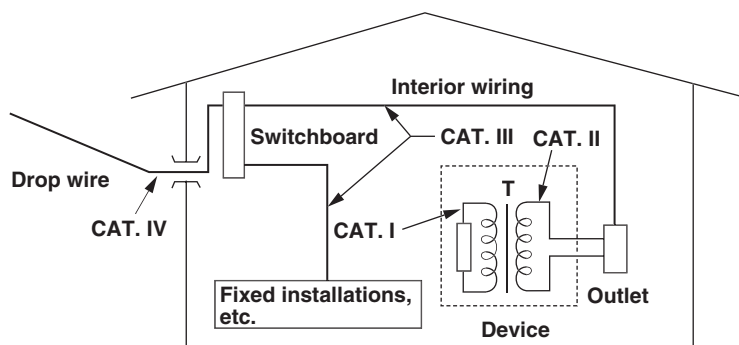 Interior wiring
Switchboard
CAT. III
CAT. II
Drop wire
T
CAT. IV
CAT. I
Fixed installations,
etc.
Outlet
Device